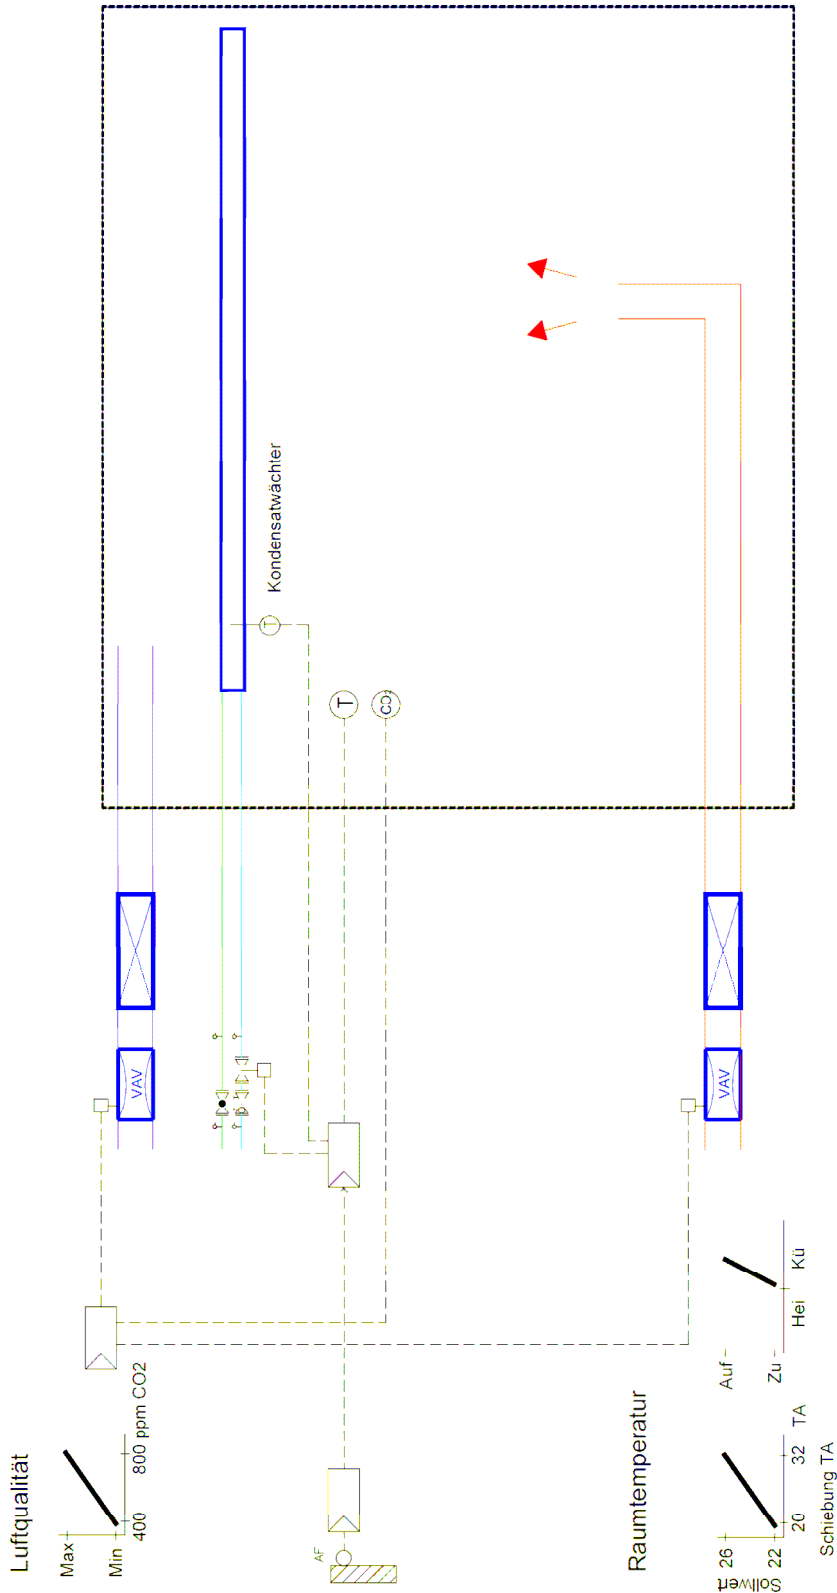 Luftqualität
Max
Min
400
800 ppm CO2
VAV
Kondensatwächter
T
T
CO2
AF
Raumtemperatur
Sollwert
26
22
20
32
TA
Schiebung TA
Auf
Zu
Hei
Kü
VAV